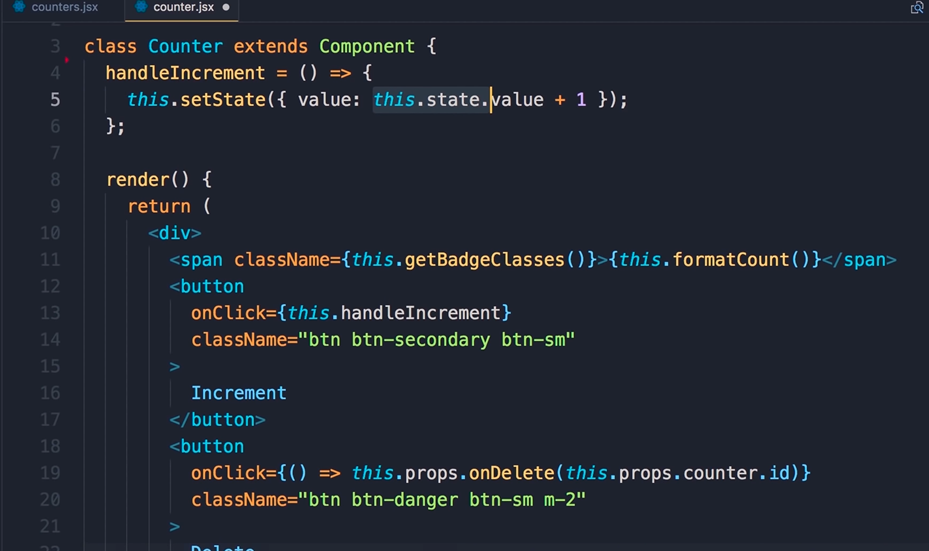 counters.jsx counter.jsx
3 class Counter extends Component {
4 handleIncrement = () => {
5 this.setState({ value: this.state.value + 1 });
6 };
7
8 render() {
9 return (
10 <div>
11 <span className={this.getBadgeClasses()}>{this.formatCount()}</span>
12 <button
13 onClick={this.handleIncrement}
14 className="btn btn-secondary btn-sm"
15 >
16 Increment
17 </button>
18 <button
19 onClick={() => this.props.onDelete(this.props.counter.id)}
20 className="btn btn-danger btn-sm m-2"
21 >
22 Delete